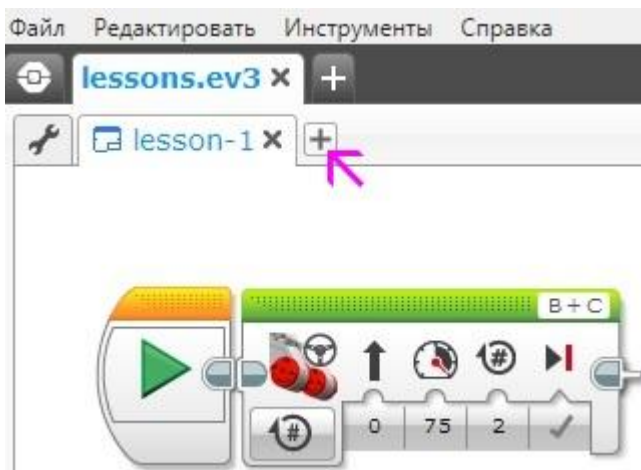 Файл Редактировать Инструменты Справка
lessons.ev3
lesson-1
B+C
#
# 0 75 2